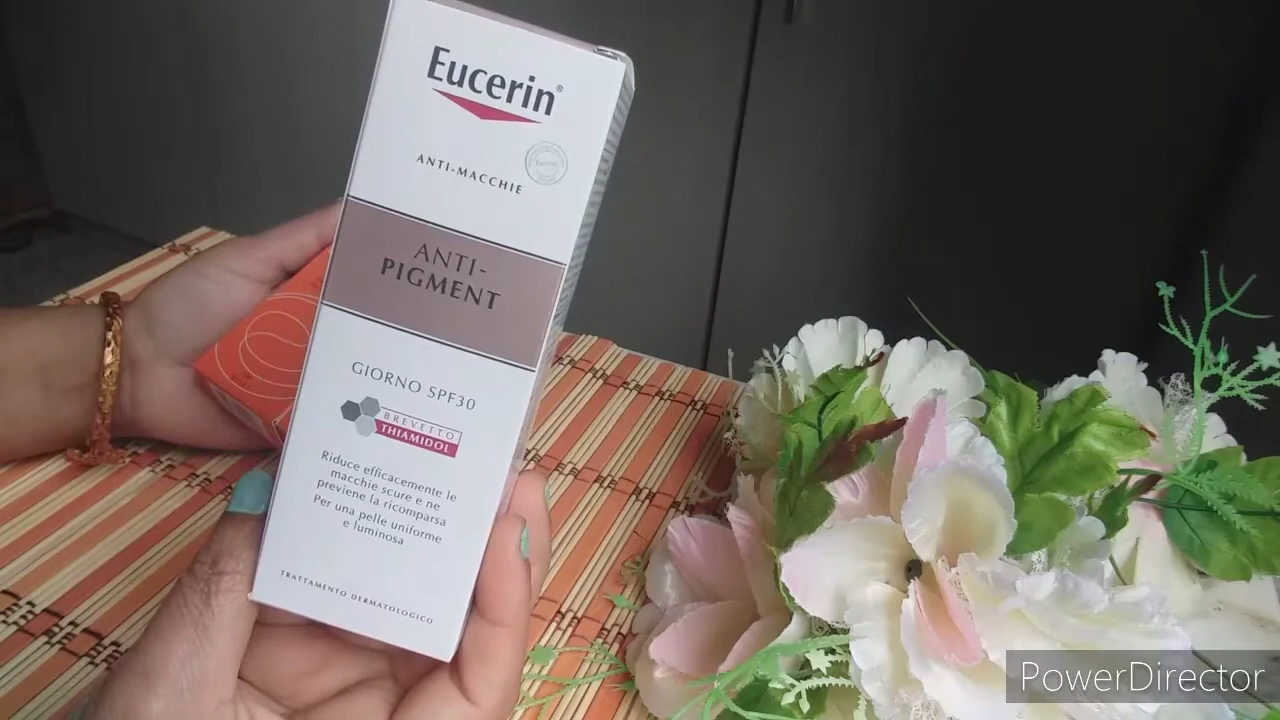 Eucerin®
ANTI-MACCHIE
ANTI-
PIGMENT
GIORNO SPF30
BREVETTO
THIAMIDOL
Riduce efficacemente le
macchie scure e ne
previene la ricomparsa
Per una pelle uniforme
e luminosa
TRATTAMENTO DERMATOLOGICO
PowerDirector